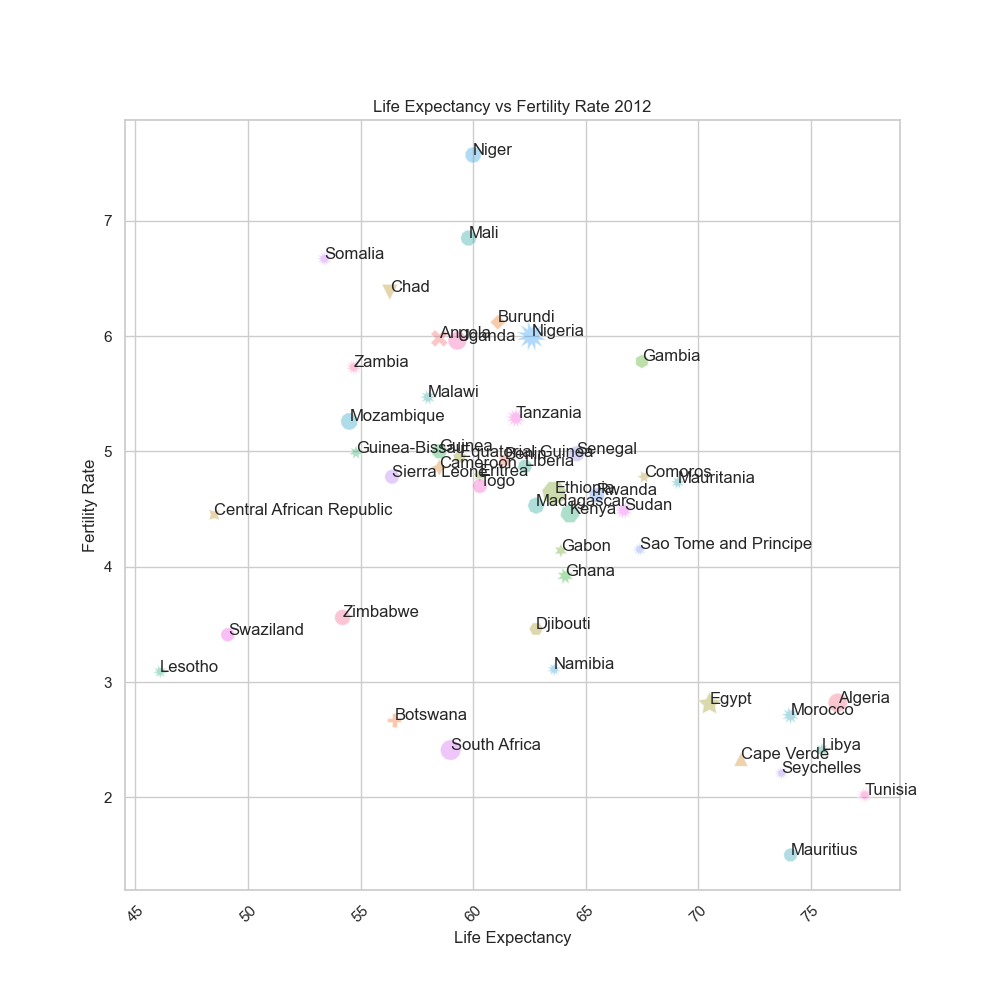 Life Expectancy vs Fertility Rate 2012
Niger
7
Mali
Somalia
Chad
Burundi
Nigeria
6
Angola
Uganda
Gambia
Zambia
Malawi
Mozambique
Tanzania
5
Guinea-Bissau
Guinea
Equatorial Guinea
Benin
Senegal
Liberia
Cameroon
Sierra Leone
Eritrea
Togo
Comoros
Mauritania
Ethiopia
Rwanda
Madagascar
Kenya
Sudan
Central African Republic
Gabon
Sao Tome and Principe
4
Ghana
Zimbabwe
Swaziland
Djibouti
Lesotho
Namibia
3
Egypt
Algeria
Morocco
Botswana
South Africa
Libya
Cape Verde
Seychelles
2
Tunisia
Mauritius
Fertility Rate
45 50 55 60 65 70 75
Life Expectancy